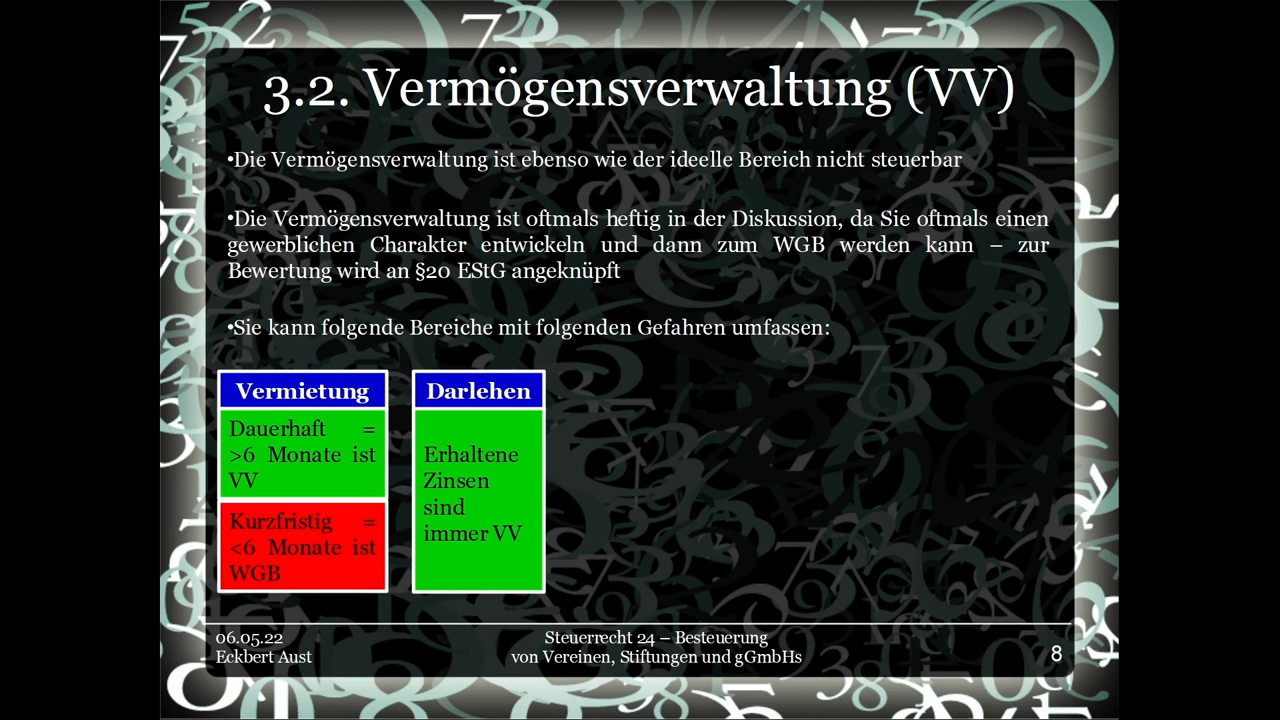 3.2. Vermögensverwaltung (VV)
•Die Vermögensverwaltung ist ebenso wie der ideelle Bereich nicht steuerbar
•Die Vermögensverwaltung ist oftmals heftig in der Diskussion, da Sie oftmals einen
gewerblichen Charakter entwickeln und dann zum WGB werden kann – zur
Bewertung wird an §20 EStG angeknüpft
•Sie kann folgende Bereiche mit folgenden Gefahren umfassen:
Vermietung
Dauerhaft =
>6 Monate ist
VV
Kurzfristig =
<6 Monate ist
WGB
Darlehen
Erhaltene
Zinsen
sind
immer VV
06.05.22
Eckbert Aust
Steuerrecht 24 – Besteuerung
von Vereinen, Stiftungen und gGmbHs
8